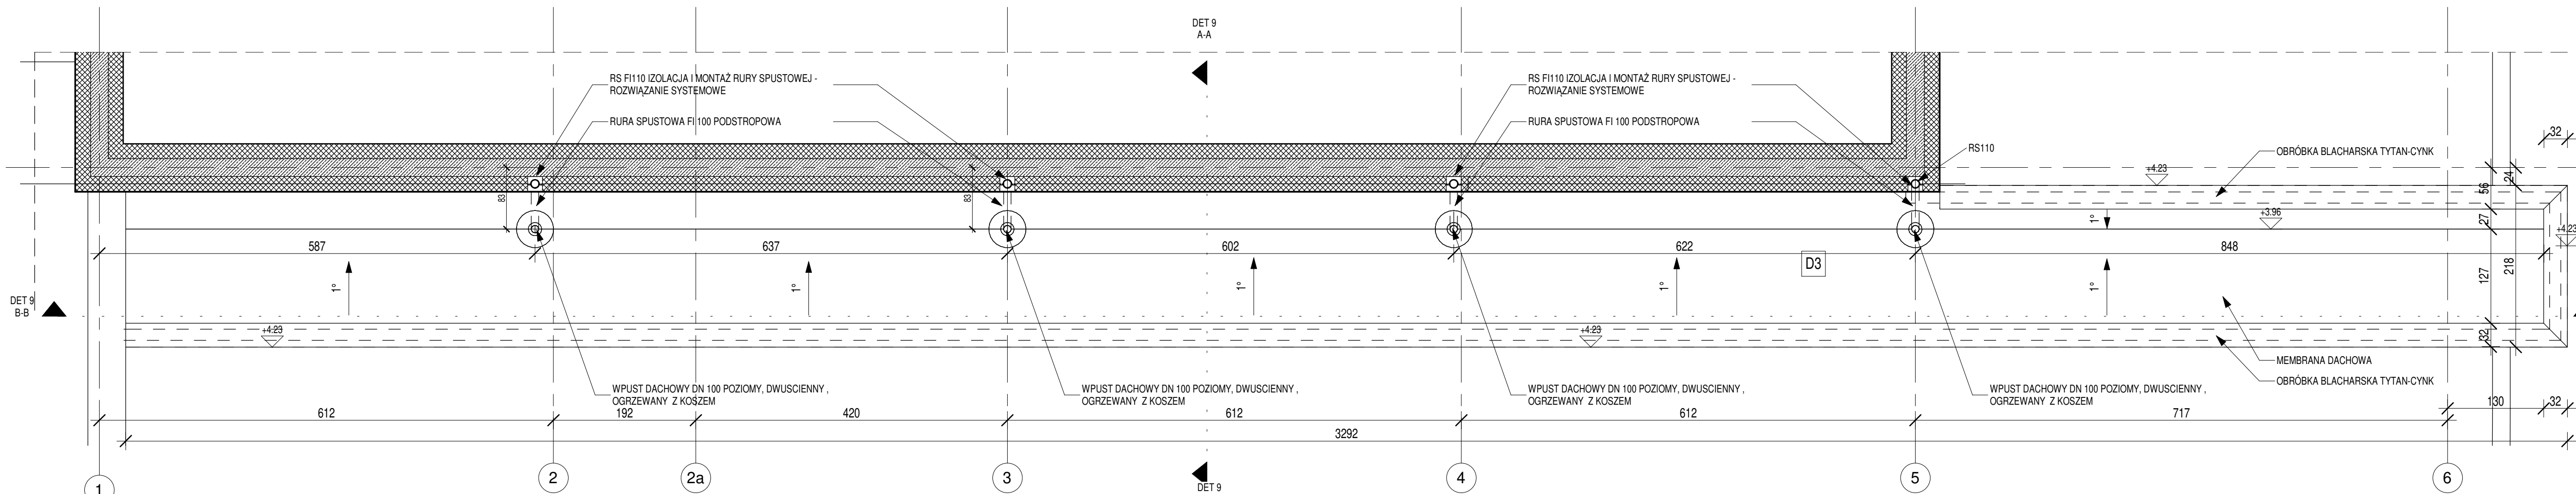 DET 9
A-A
RS FI110 IZOLACJA I MONTAŻ RURY SPUSTOWEJ -
ROZWIĄZANIE SYSTEMOWE
RURA SPUSTOWA FI 100 PODSTROPOWA
RS FI110 IZOLACJA I MONTAŻ RURY SPUSTOWEJ -
ROZWIĄZANIE SYSTEMOWE
RURA SPUSTOWA FI 100 PODSTROPOWA
RS110
OBRÓBKA BLACHARSKA TYTAN-CYNK
32
+4.23
56
24
83
83
1°
+3.96
27
+4.23
587
637
602
622
848
D3
127
218
1°
1°
1°
1°
1°
DET 9
B-B
+4.23
+4.23
32
MEMBRANA DACHOWA
OBRÓBKA BLACHARSKA TYTAN-CYNK
WPUST DACHOWY DN 100 POZIOMY, DWUSCIENNY ,
OGRZEWANY Z KOSZEM
WPUST DACHOWY DN 100 POZIOMY, DWUSCIENNY ,
OGRZEWANY Z KOSZEM
WPUST DACHOWY DN 100 POZIOMY, DWUSCIENNY ,
OGRZEWANY Z KOSZEM
WPUST DACHOWY DN 100 POZIOMY, DWUSCIENNY ,
OGRZEWANY Z KOSZEM
130
32
612
192
420
612
612
717
3292
1
2
2a
3
4
5
6
DET 9